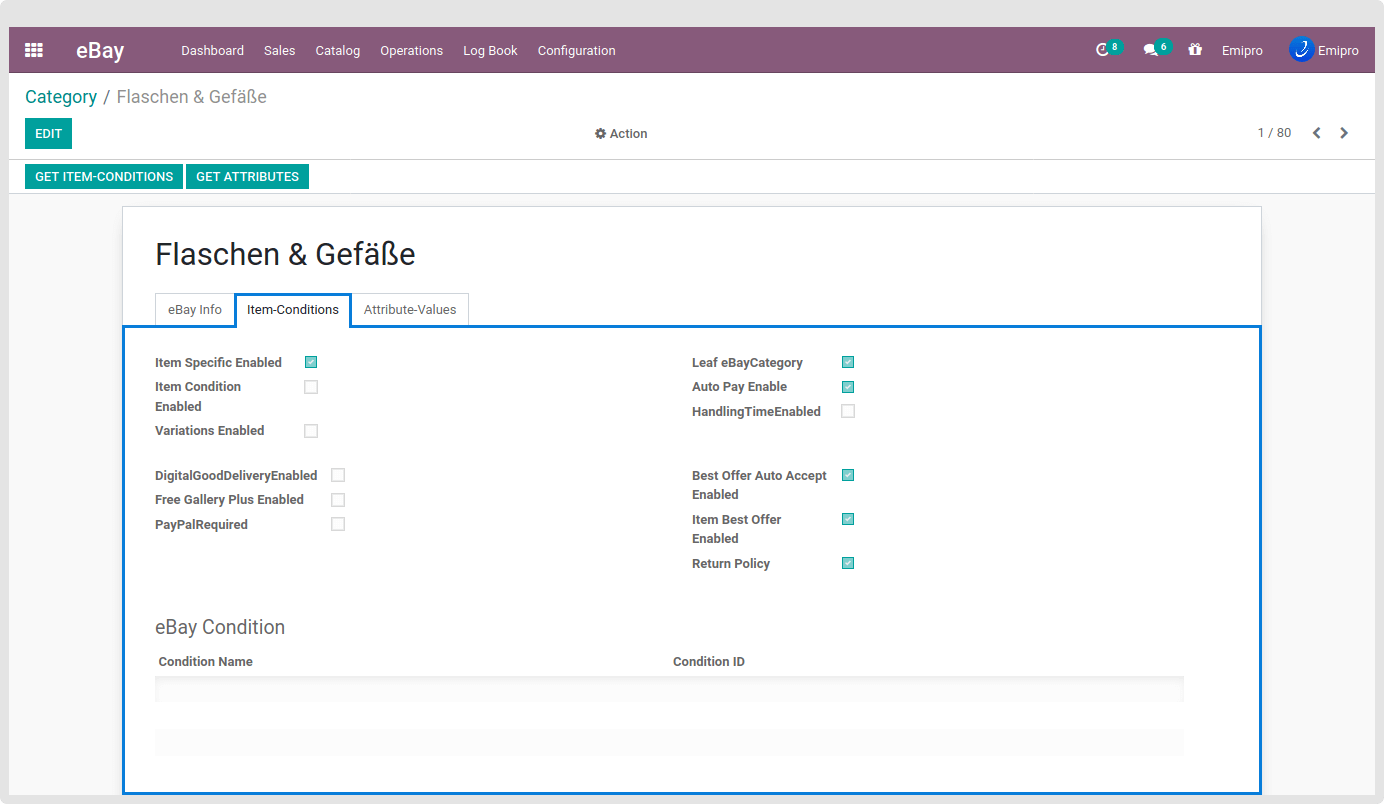 eBay Dashboard Sales Catalog Operations Log Book Configuration 8 6 Emipro Emipro
Category / Flaschen & Gefäße
EDIT Action 1 / 80
GET ITEM-CONDITIONS GET ATTRIBUTES
Flaschen & Gefäße
eBay Info Item-Conditions Attribute-Values
Item Specific Enabled
Item Condition
Enabled
Variations Enabled
Leaf eBayCategory
Auto Pay Enable
HandlingTimeEnabled
DigitalGoodDeliveryEnabled
Free Gallery Plus Enabled
PayPalRequired
Best Offer Auto Accept
Enabled
Item Best Offer
Enabled
Return Policy
eBay Condition
Condition Name Condition ID